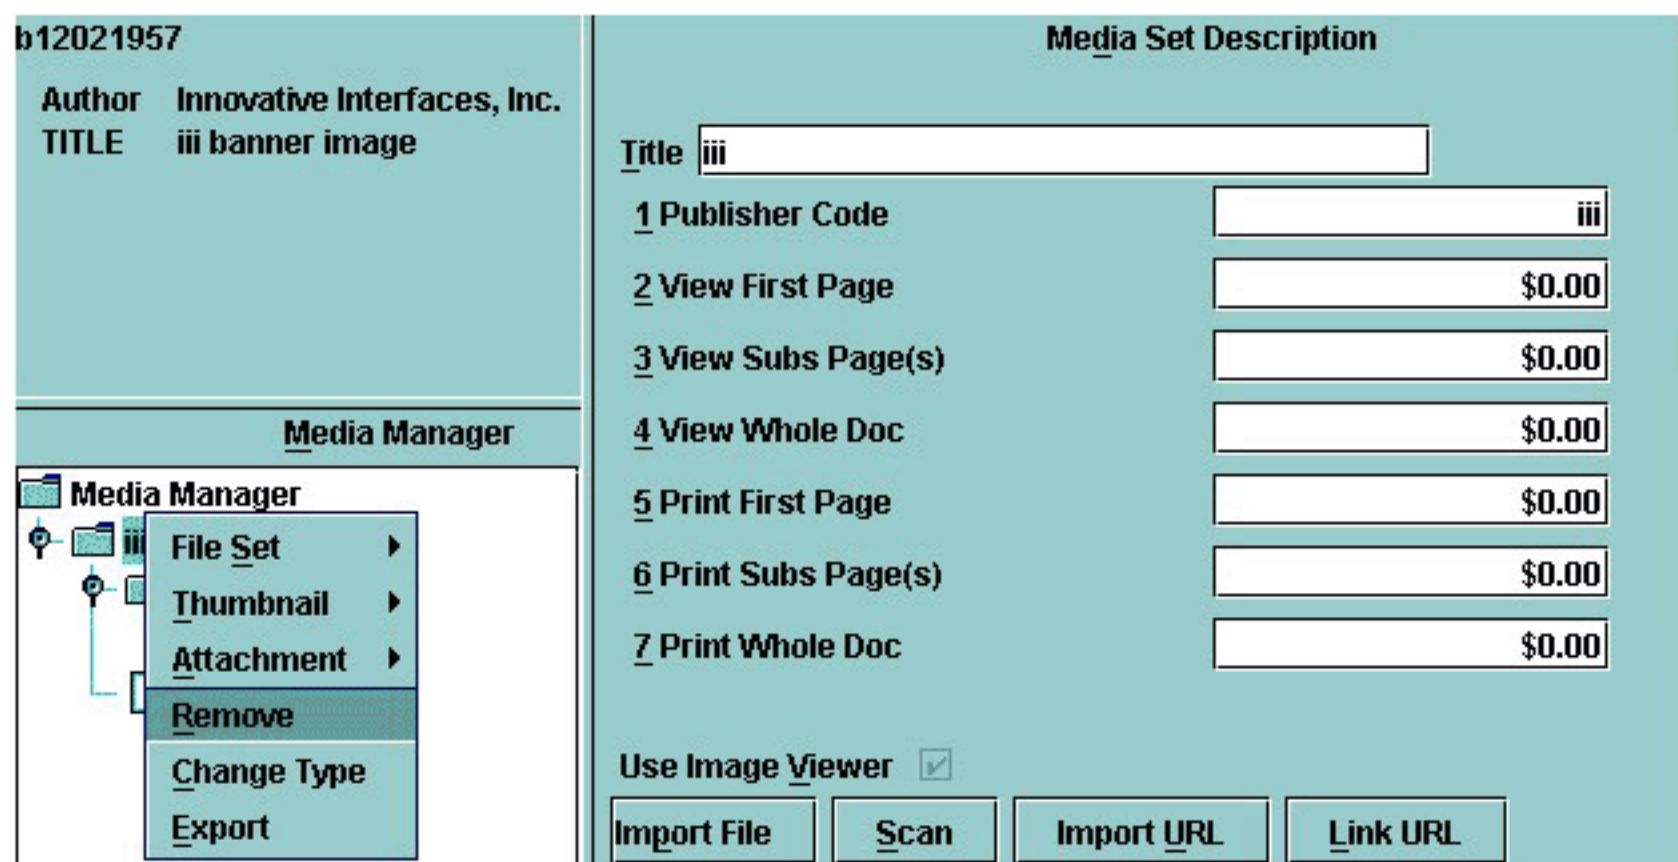 b12021957
Author Innovative Interfaces, Inc.
TITLE iii banner image
Media Manager
Media Manager
iii
File Set
Thumbnail
Attachment
Remove
Change Type
Export
Media Set Description
Title iii
1 Publisher Code iii
2 View First Page $0.00
3 View Subs Page(s) $0.00
4 View Whole Doc $0.00
5 Print First Page $0.00
6 Print Subs Page(s) $0.00
7 Print Whole Doc $0.00
Use Image Viewer
Import File Scan Import URL Link URL